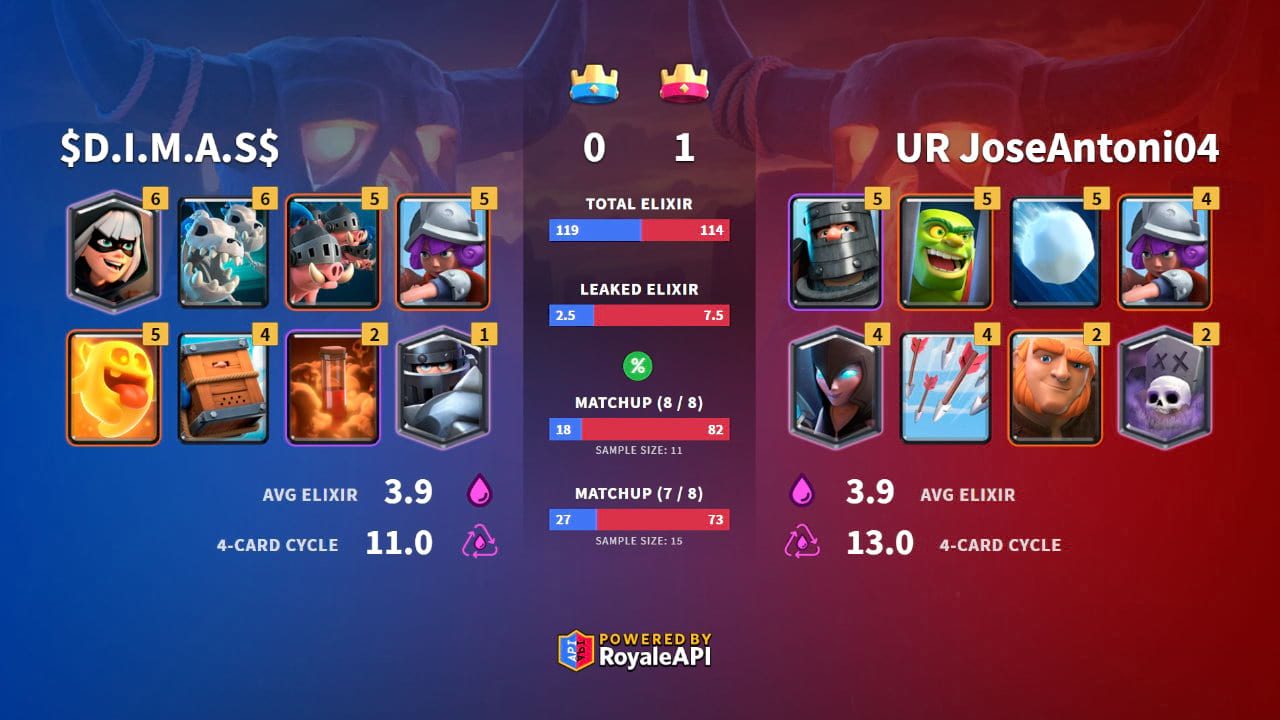 0 1
$D.I.M.A.S$
UR JoseAntoni04
6 6 5 5
5 4 2 1
5 5 5 4
4 4 2 2
TOTAL ELIXIR
119 114
LEAKED ELIXIR
2.5 7.5
%
MATCHUP (8 / 8)
18 82
SAMPLE SIZE: 11
MATCHUP (7 / 8)
27 73
SAMPLE SIZE: 15
AVG ELIXIR 3.9
4-CARD CYCLE 11.0
3.9 AVG ELIXIR
13.0 4-CARD CYCLE
API API
POWERED BY
RoyaleAPI